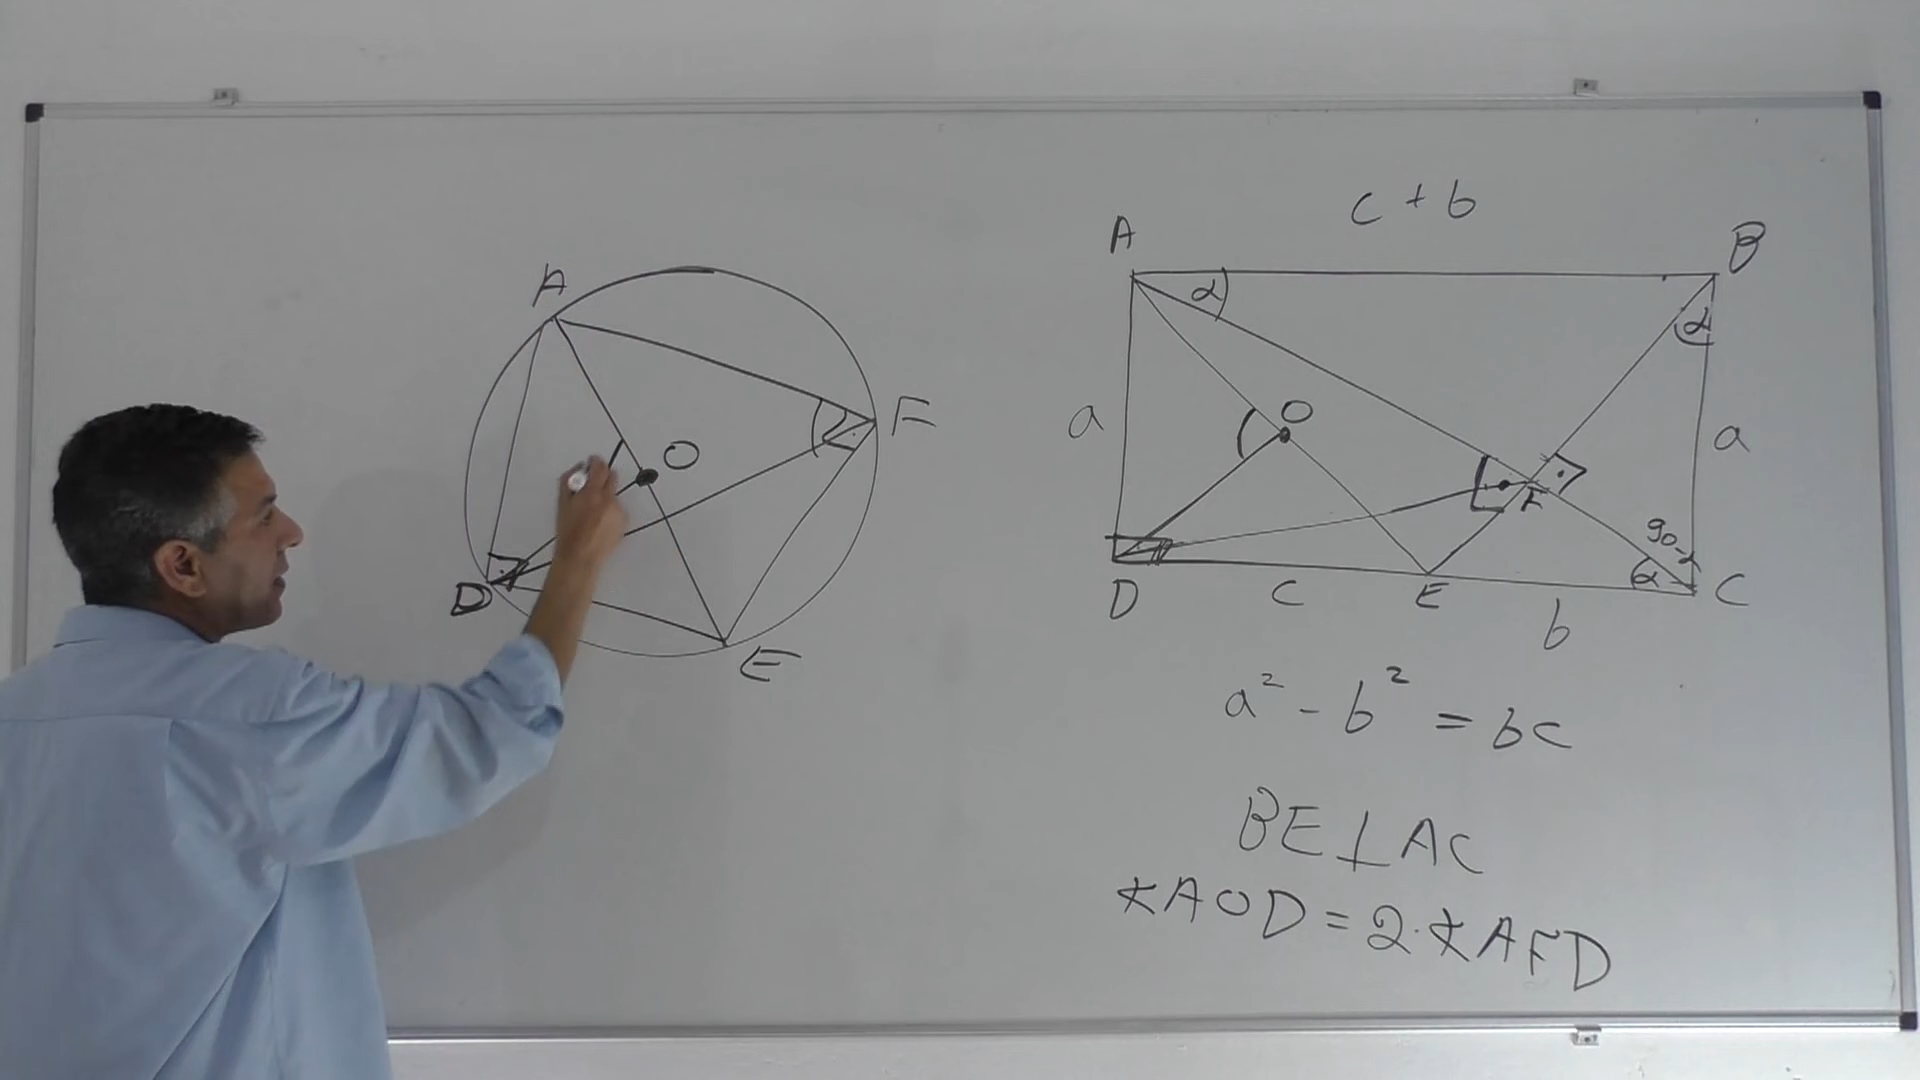 A
O
F
D
E
c + b
A
B
α
α
O
a
a
F
90-α
α
D
c
E
b
C
a² - b² = bc
BE⊥AC
∢AOD = 2·∢AFD